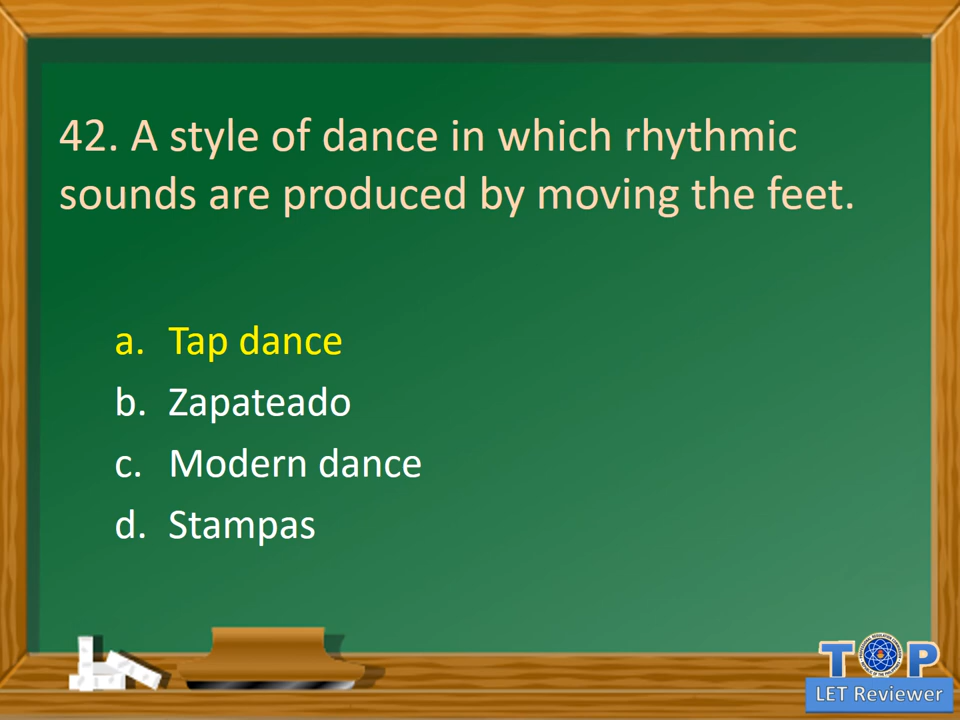 42. A style of dance in which rhythmic
sounds are produced by moving the feet.
a. Tap dance
b. Zapateado
c. Modern dance
d. Stampas
TOP
LET Reviewer